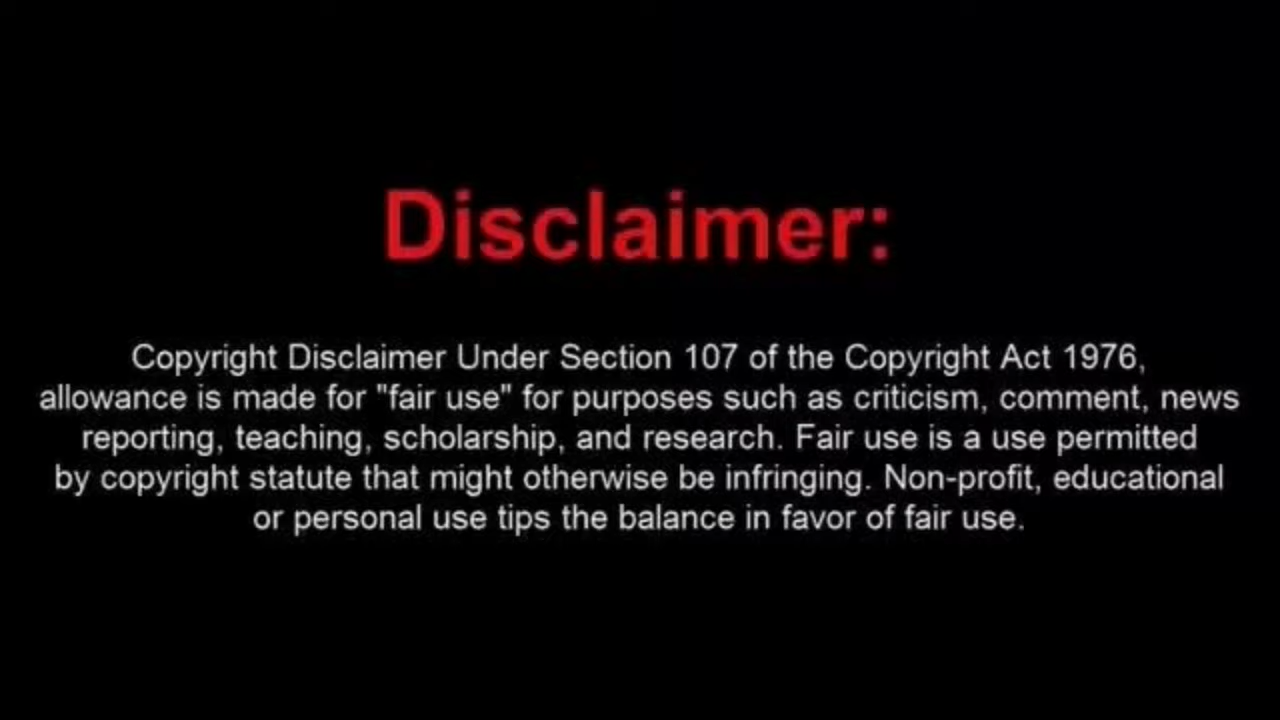 Disclaimer:
Copyright Disclaimer Under Section 107 of the Copyright Act 1976,
allowance is made for "fair use" for purposes such as criticism, comment, news
reporting, teaching, scholarship, and research. Fair use is a use permitted
by copyright statute that might otherwise be infringing. Non-profit, educational
or personal use tips the balance in favor of fair use.